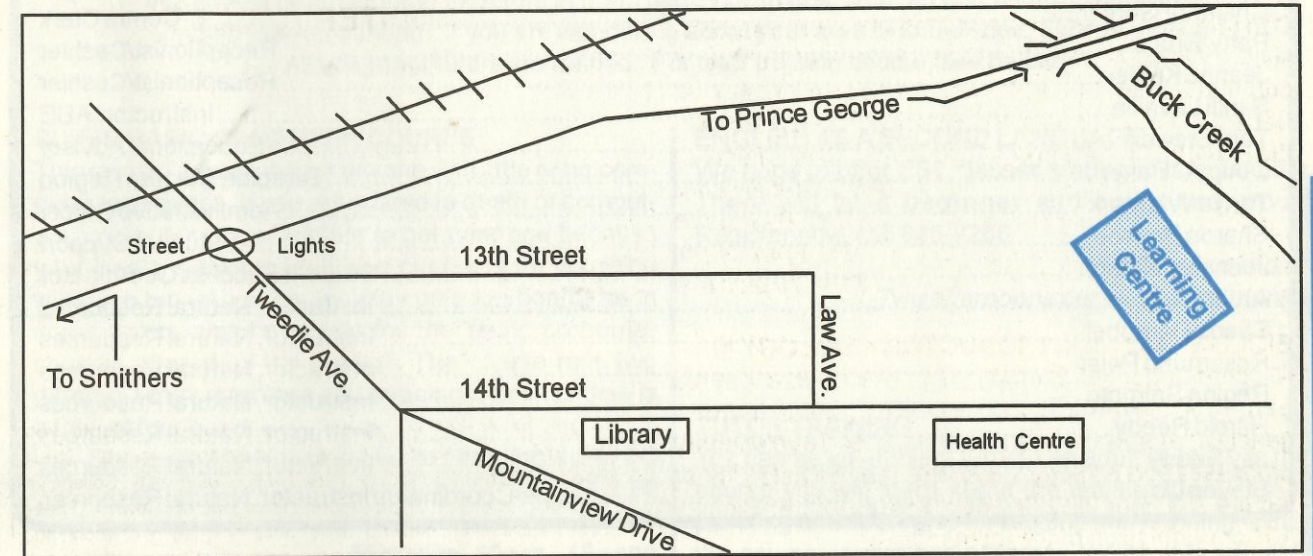 To Prince George
Buck Creek
Street Lights
13th Street
Learning
Centre
Tweedie Ave.
Law Ave.
To Smithers
14th Street
Library
Health Centre
Mountainview Drive